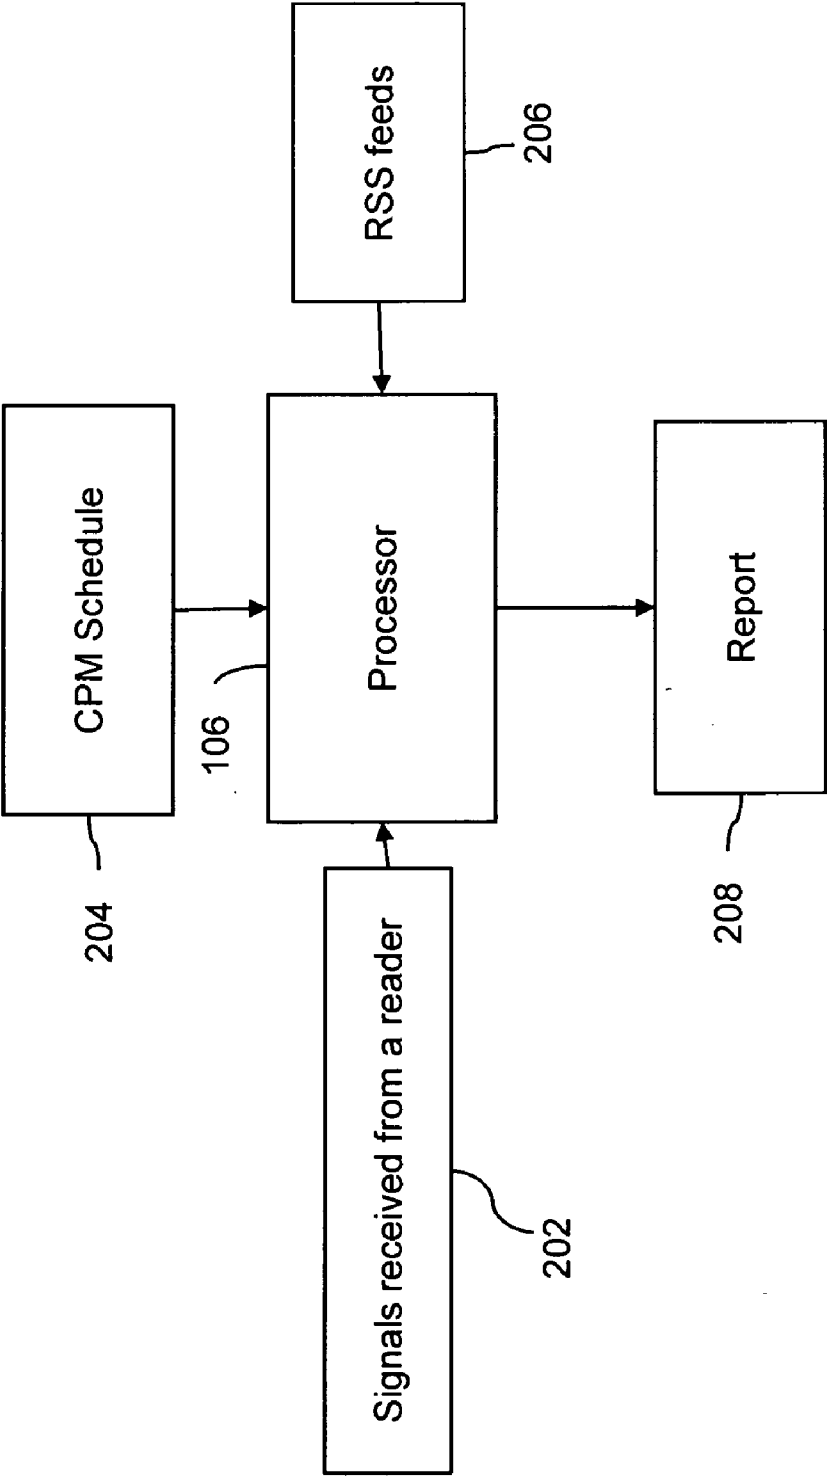 CPM Schedule
204
106
Signals received from a reader
202
Processor
RSS feeds
206
Report
208